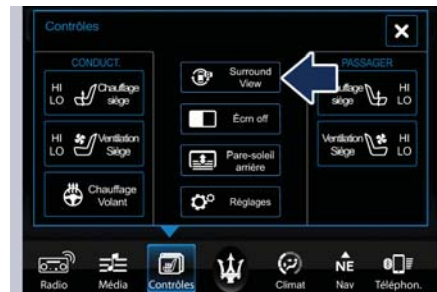 Contrôles
CONDUCT.
PASSAGER
HI
LO
Chauffage
siège
HI
LO
Ventilation
Siège
Chauffage
Volant
Surround
View
Écrn off
Pare-soleil
arrière
Réglages
siège
HI
LO
Ventilation
Siège
HI
LO
Radio
Média
Contrôles
Climat
NE
Nav
Téléphon.